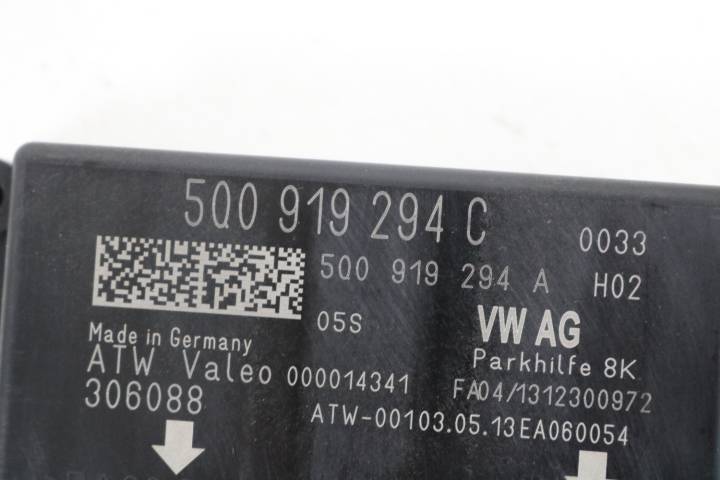 5Q0 919 294 C 0033
5Q0 919 294 A H02
05S VW AG
Made in Germany Parkhilfe 8K
ATW Valeo 000014341 FA04/1312300972
306088 ATW-00103.05.13EA060054